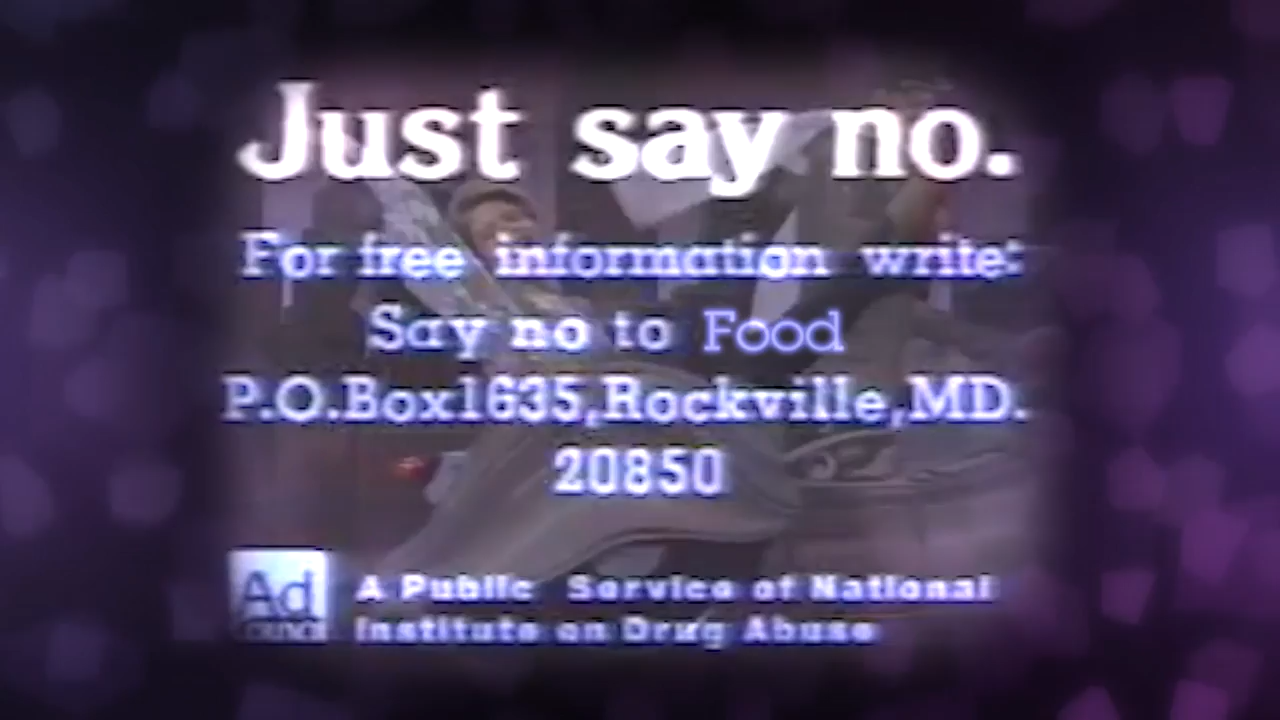 Just say no.
For free information write:
Say no to Food
P.O.Box1635,Rockville,MD.
20850
Ad
COUNCIL
A Public Service of National
Institute on Drug Abuse